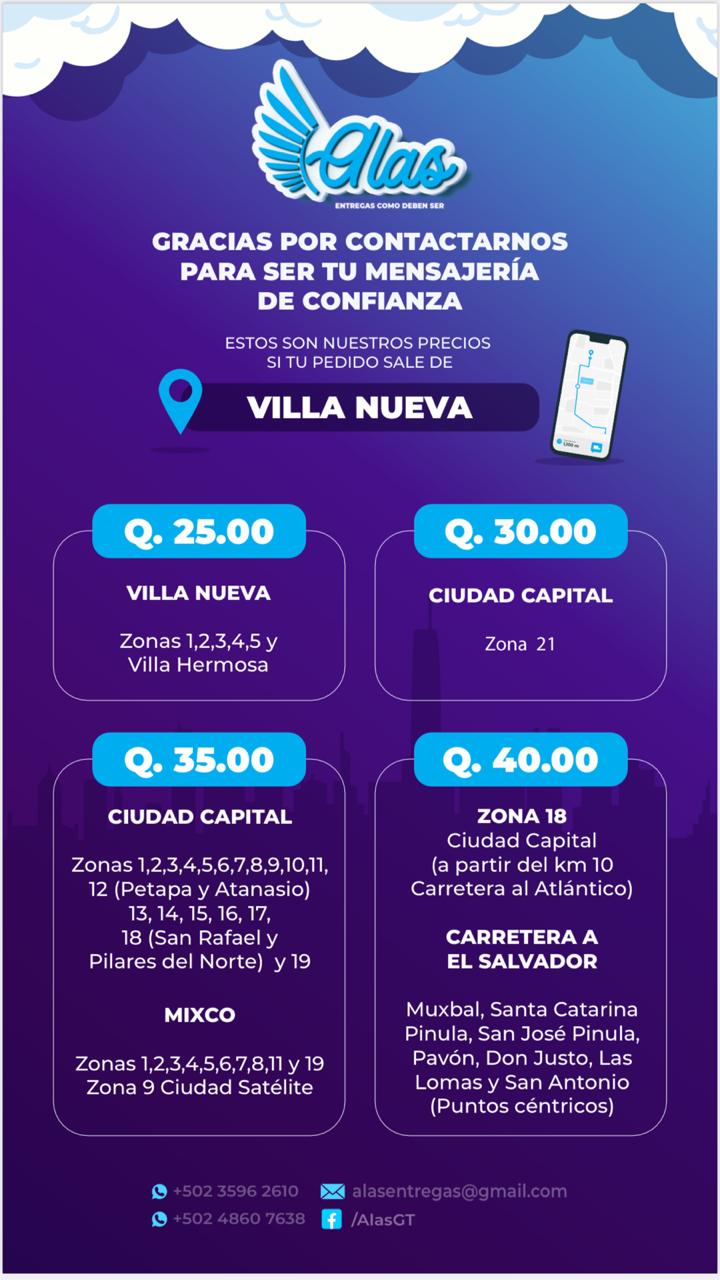 Alas
ENTREGAS COMO DEBEN SER
GRACIAS POR CONTACTARNOS
PARA SER TU MENSAJERÍA
DE CONFIANZA
ESTOS SON NUESTROS PRECIOS
SI TU PEDIDO SALE DE
VILLA NUEVA
Q. 25.00
VILLA NUEVA
Zonas 1,2,3,4,5 y
Villa Hermosa
Q. 30.00
CIUDAD CAPITAL
Zona 21
Q. 35.00
CIUDAD CAPITAL
Zonas 1,2,3,4,5,6,7,8,9,10,11,
12 (Petapa y Atanasio)
13, 14, 15, 16, 17,
18 (San Rafael y
Pilares del Norte) y 19
MIXCO
Zonas 1,2,3,4,5,6,7,8,11 y 19
Zona 9 Ciudad Satélite
Q. 40.00
ZONA 18
Ciudad Capital
(a partir del km 10
Carretera al Atlántico)
CARRETERA A
EL SALVADOR
Muxbal, Santa Catarina
Pinula, San José Pinula,
Pavón, Don Justo, Las
Lomas y San Antonio
(Puntos céntricos)
+502 3596 2610
alasentregas@gmail.com
+502 4860 7638
/AlasGT